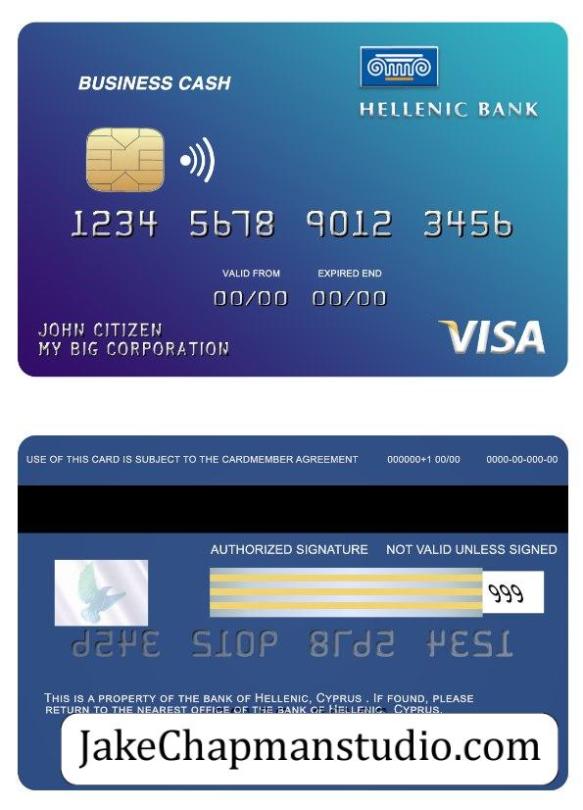 BUSINESS CASH
HELLENIC BANK
1234 5678 9012 3456
VALID FROM EXPIRED END
00/00 00/00
JOHN CITIZEN
MY BIG CORPORATION
VISA
USE OF THIS CARD IS SUBJECT TO THE CARDMEMBER AGREEMENT 000000+1 00/00 0000-00-000-00
AUTHORIZED SIGNATURE NOT VALID UNLESS SIGNED
999
THIS IS A PROPERTY OF THE BANK OF HELLENIC, CYPRUS . IF FOUND, PLEASE
RETURN TO THE NEAREST OFFICE OF THE BANK OF HELLENIC, CYPRUS.
JakeChapmanstudio.com